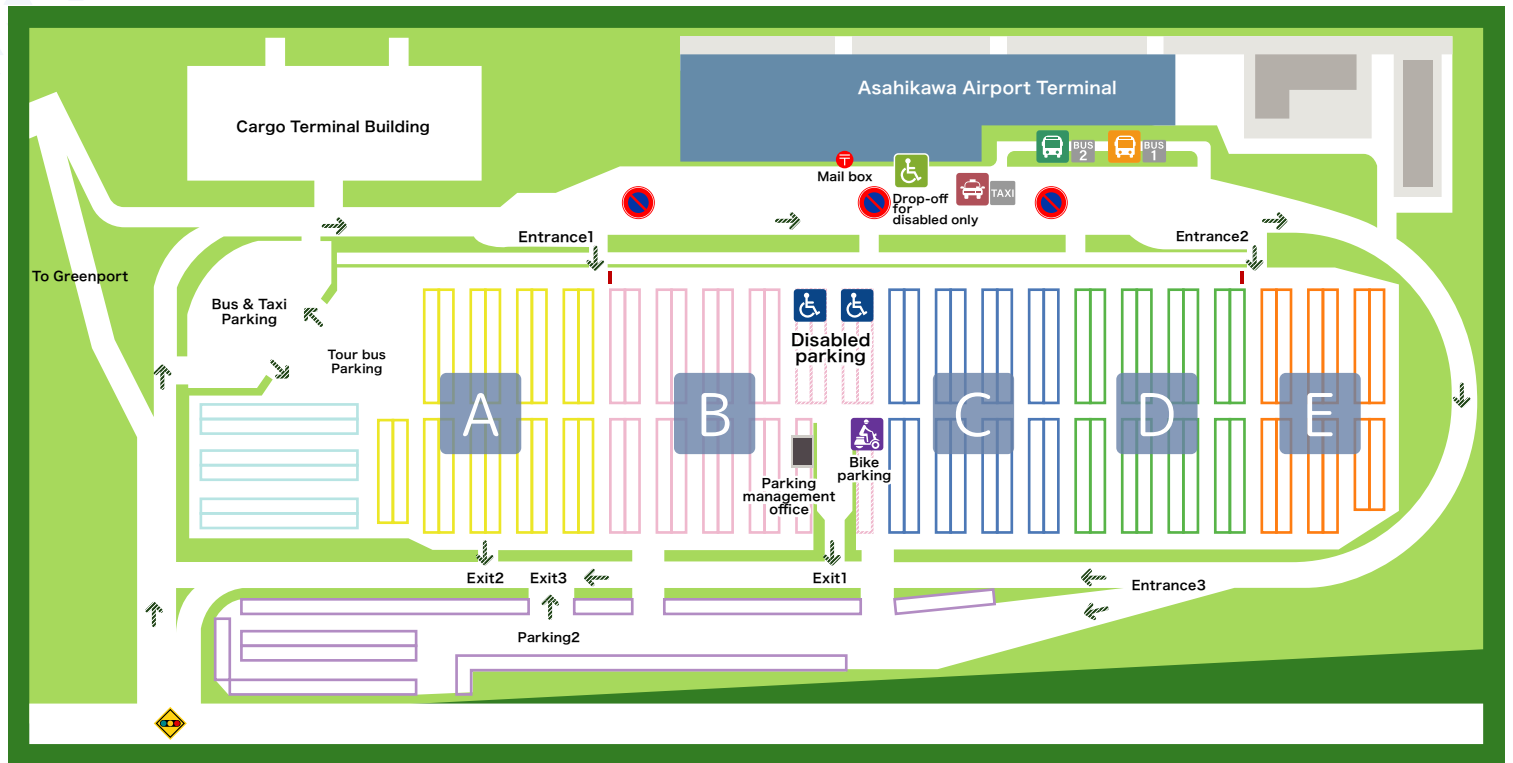 Asahikawa Airport Terminal
Cargo Terminal Building
BUS
2
BUS
1
Mail box
TAXI
Drop-off
for
disabled only
Entrance1
Entrance2
To Greenport
Bus & Taxi
Parking
Tour bus
Parking
Disabled
parking
A
B
C
D
E
Bike
parking
Parking
management
office
Exit2
Exit3
Exit1
Entrance3
Parking2